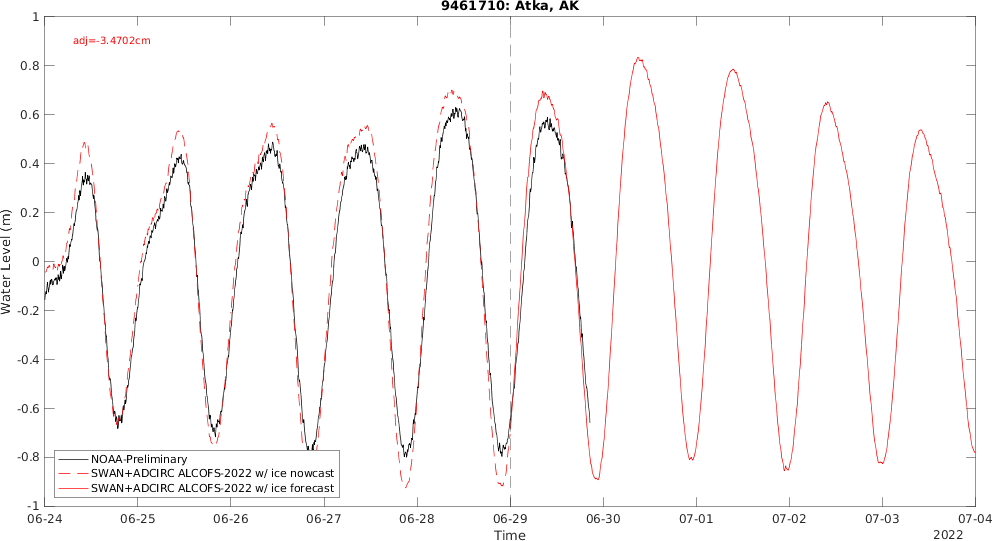 9461710: Atka, AK
adj=-3.4702cm
1
0.8
0.6
0.4
0.2
0
-0.2
-0.4
-0.6
-0.8
-1
Water Level (m)
NOAA-Preliminary
SWAN+ADCIRC ALCOFS-2022 w/ ice nowcast
SWAN+ADCIRC ALCOFS-2022 w/ ice forecast
06-24 06-25 06-26 06-27 06-28 06-29 06-30 07-01 07-02 07-03 07-04
Time
2022